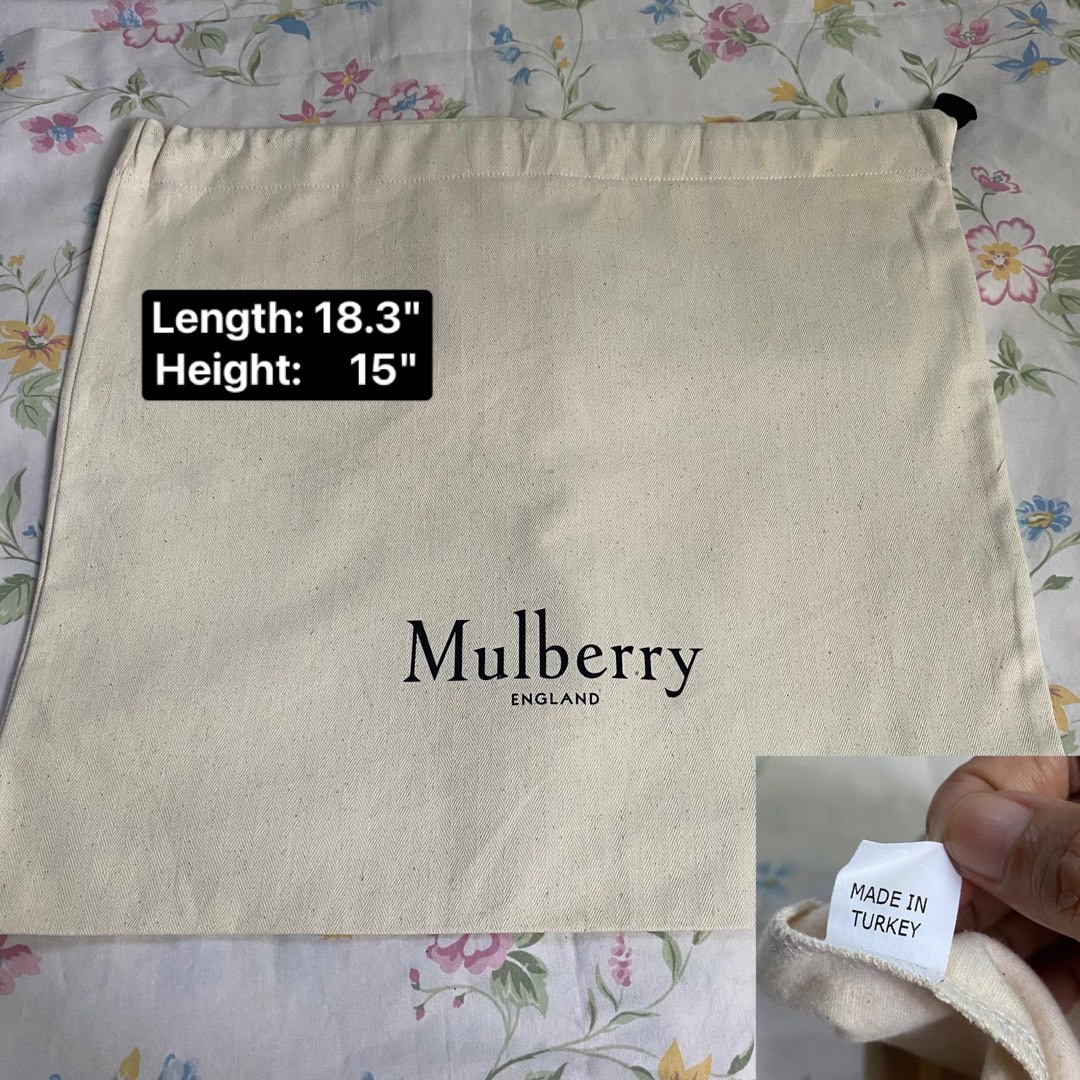 Length: 18.3"
Height: 15"
Mulberry
ENGLAND
MADE IN
TURKEY